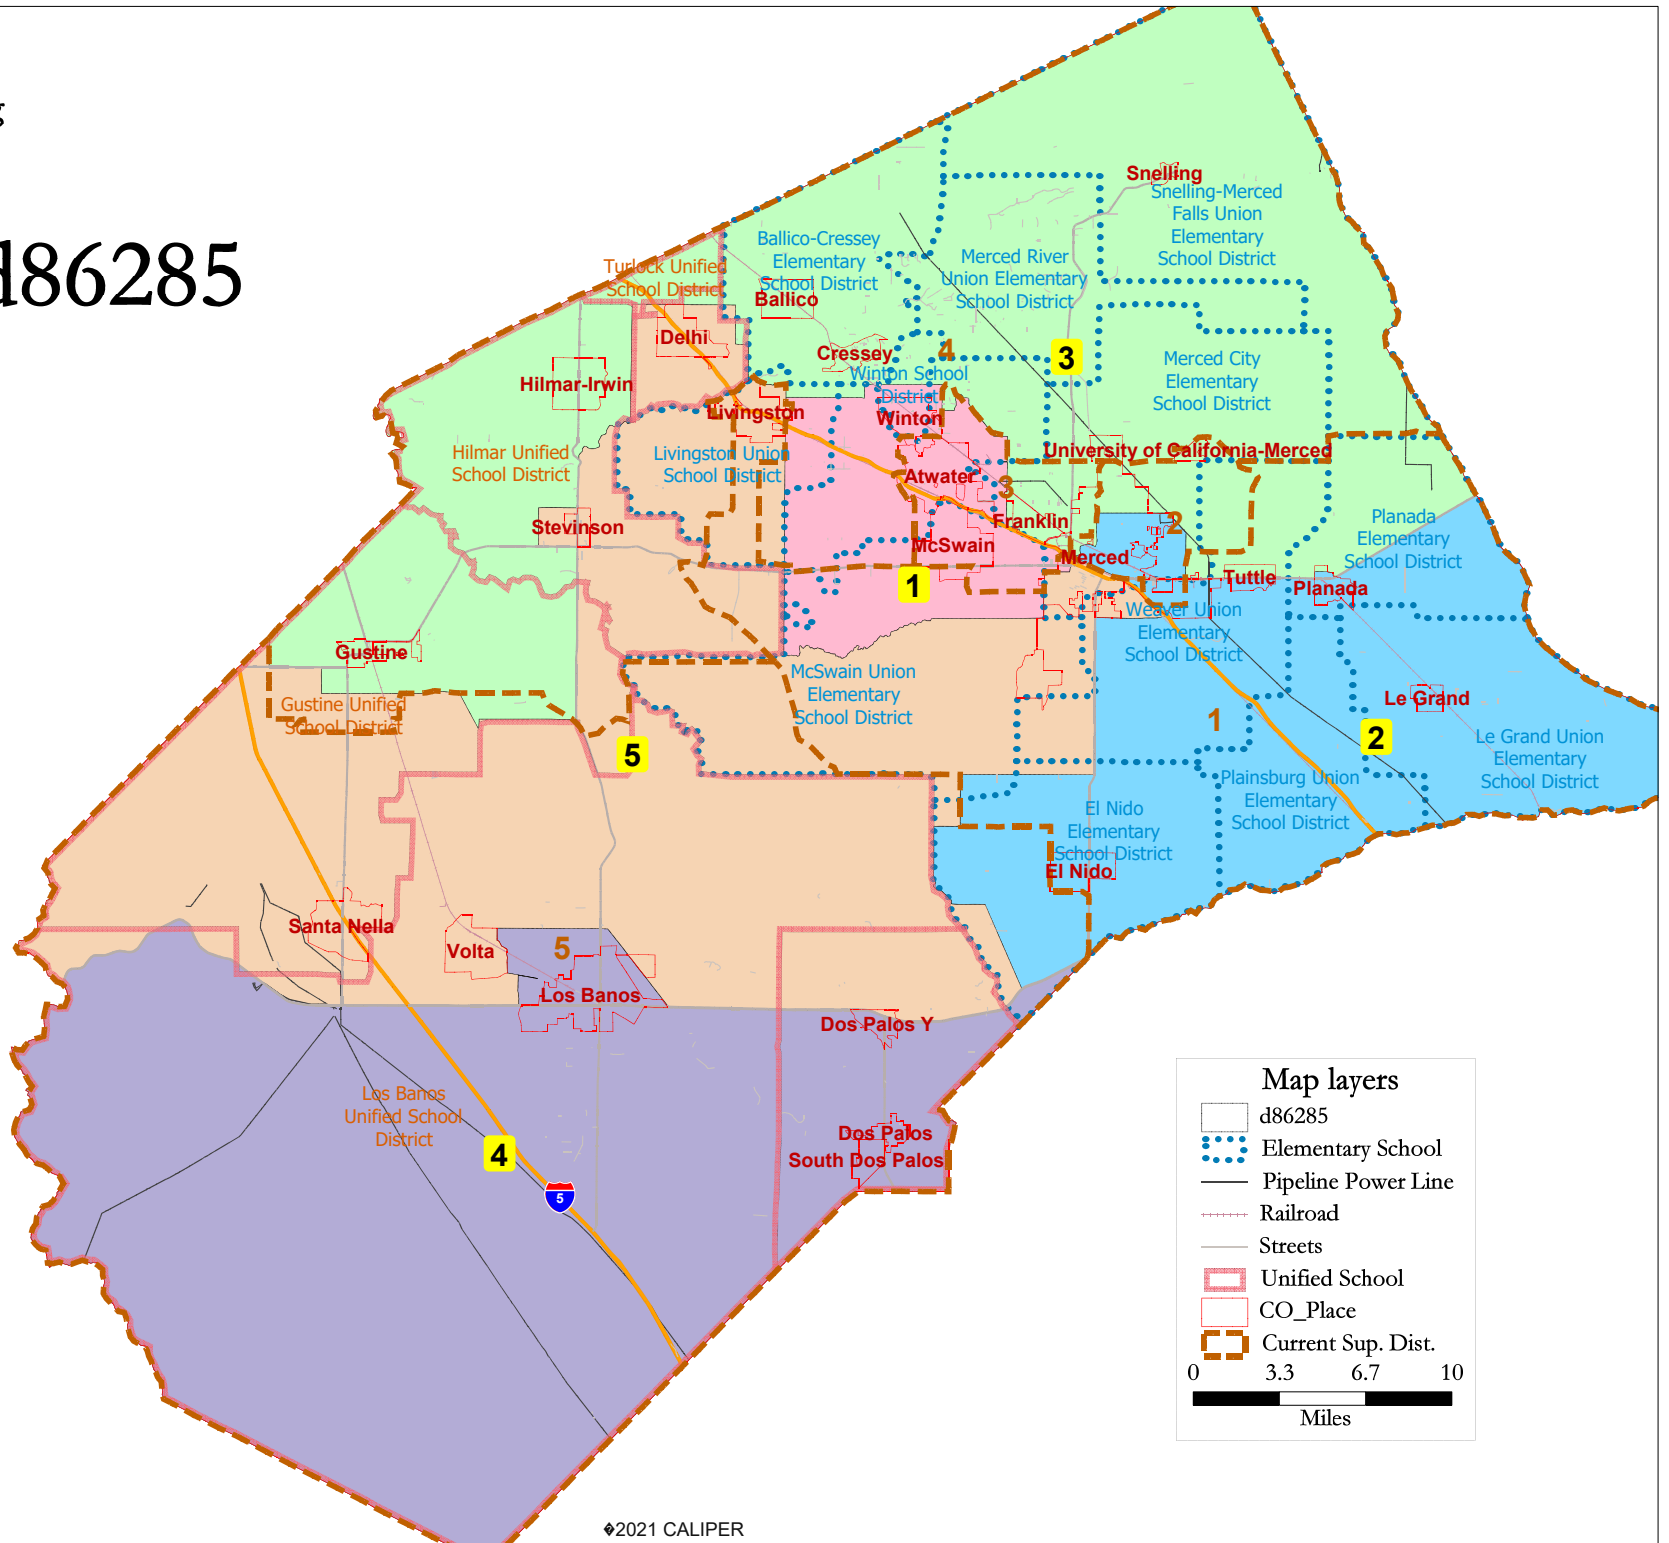 g
d86285
Snelling
Snelling-Merced
Falls Union
Elementary
School District
Ballico-Cressey
Elementary
School District
Merced River
Union Elementary
School District
Turlock Unified
School District
Ballico
Delhi
Cressey
4
3
Winton School
District
Merced City
Elementary
School District
Hilmar-Irwin
Livingston
Winton
Hilmar Unified
School District
Livingston Union
School District
University of California-Merced
Atwater
3
Stevinson
Franklin
2
Planada
Elementary
School District
McSwain
Merced
1
Tuttle
Planada
Weaver Union
Elementary
School District
Gustine
McSwain Union
Elementary
School District
Gustine Unified
School District
Le Grand
1
2
5
Le Grand Union
Elementary
School District
Plainsburg Union
Elementary
School District
El Nido
Elementary
School District
El Nido
Santa Nella
Volta
5
Los Banos
Dos Palos Y
Los Banos
Unified School
District
Dos Palos
South Dos Palos
4
5
Map layers
d86285
Elementary School
Pipeline Power Line
Railroad
Streets
Unified School
CO_Place
Current Sup. Dist.
0 3.3 6.7 10
Miles
�2021 CALIPER